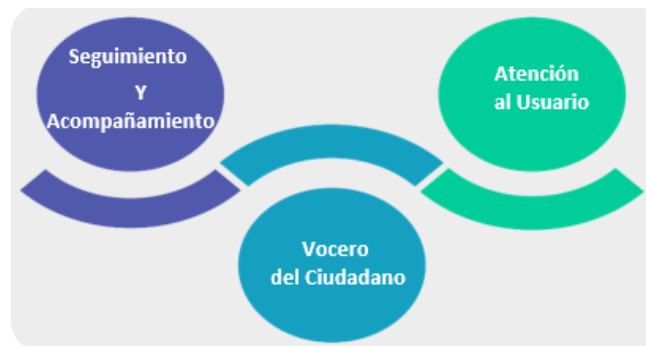 Seguimiento
Y
Acompañamiento
Vocero
del Ciudadano
Atención
al Usuario